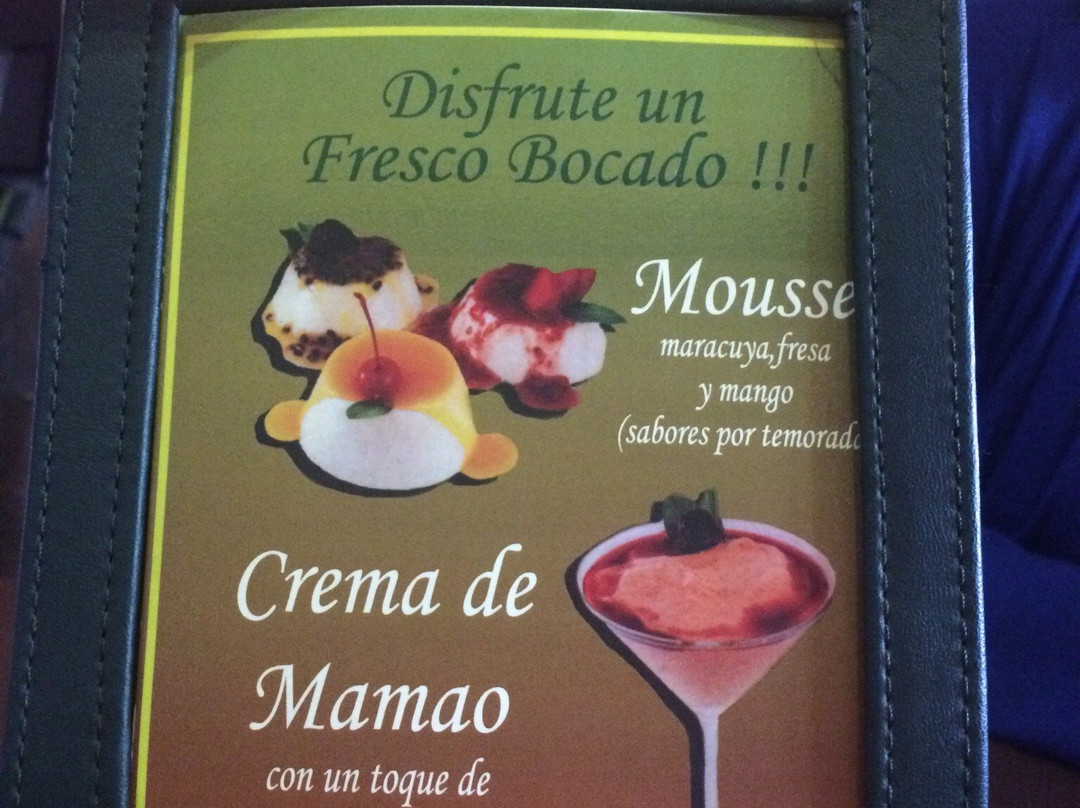 Disfrute un
Fresco Bocado !!!
Mousse
maracuya,fresa
y mango
(sabores por temorada
Crema de
Mamao
con un toque de